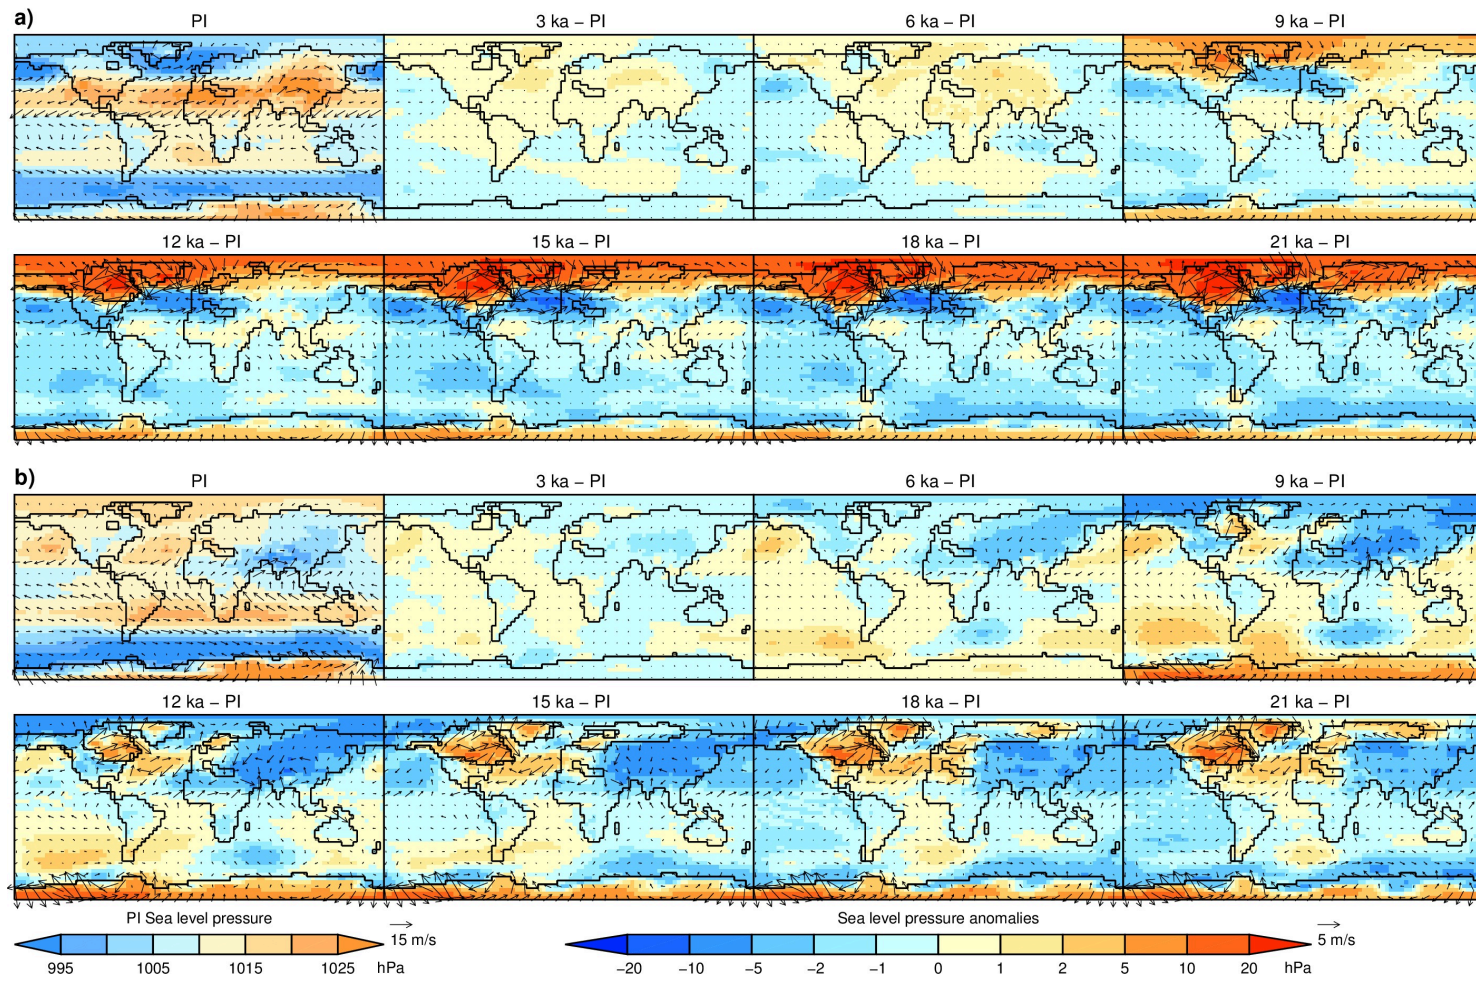 a)
PI
3 ka − PI
6 ka − PI
9 ka − PI
12 ka − PI
15 ka − PI
18 ka − PI
21 ka − PI
b)
PI
3 ka − PI
6 ka − PI
9 ka − PI
12 ka − PI
15 ka − PI
18 ka − PI
21 ka − PI
PI Sea level pressure
15 m/s
995 1005 1015 1025 hPa
Sea level pressure anomalies
5 m/s
−20 −10 −5 −2 −1 0 1 2 5 10 20 hPa